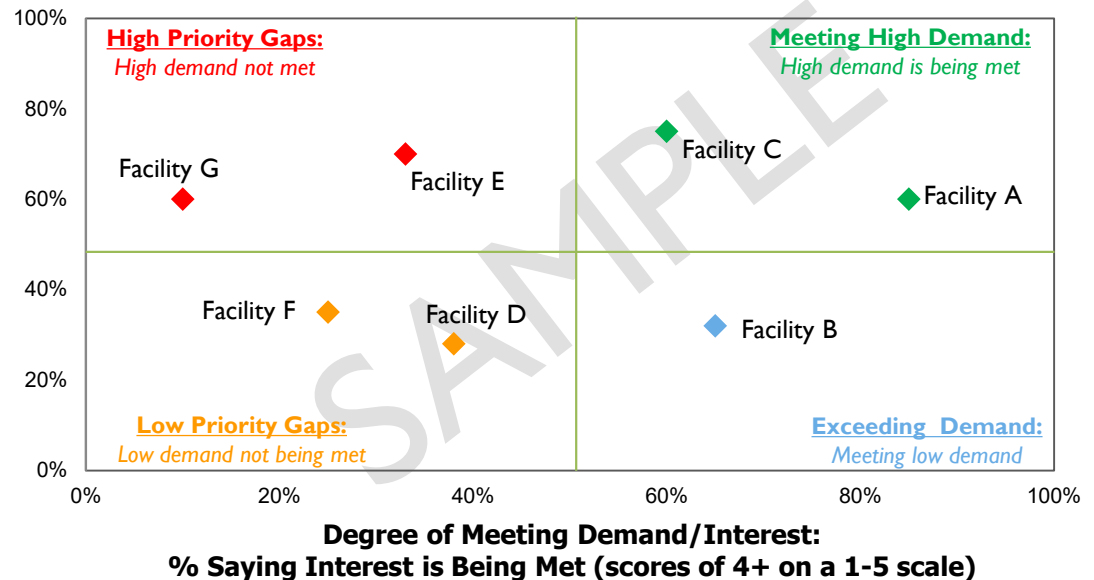 100%
High Priority Gaps:
High demand not met
Meeting High Demand:
High demand is being met
80%
Facility C
Facility G
Facility E
60%
Facility A
40%
Facility F
Facility D
Facility B
20%
Low Priority Gaps:
Low demand not being met
Exceeding Demand:
Meeting low demand
0%
0% 20% 40% 60% 80% 100%
SAMPLE
Degree of Meeting Demand/Interest:
% Saying Interest is Being Met (scores of 4+ on a 1-5 scale)